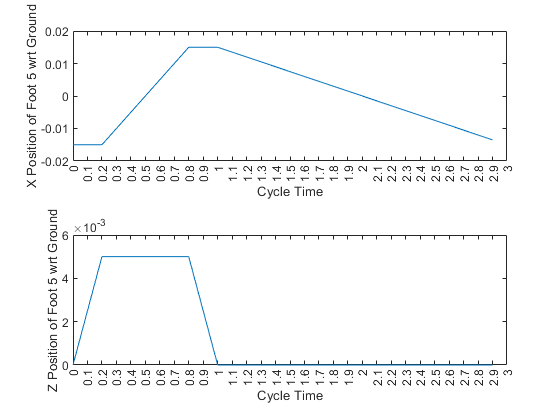 X Position of Foot 5 wrt Ground
0.02
0.01
0
-0.01
-0.02
0 0.1 0.2 0.3 0.4 0.5 0.6 0.7 0.8 0.9 1 1.1 1.2 1.3 1.4 1.5 1.6 1.7 1.8 1.9 2 2.1 2.2 2.3 2.4 2.5 2.6 2.7 2.8 2.9 3
Cycle Time
Z Position of Foot 5 wrt Ground
×10-3
6
4
2
0
0 0.1 0.2 0.3 0.4 0.5 0.6 0.7 0.8 0.9 1 1.1 1.2 1.3 1.4 1.5 1.6 1.7 1.8 1.9 2 2.1 2.2 2.3 2.4 2.5 2.6 2.7 2.8 2.9 3
Cycle Time